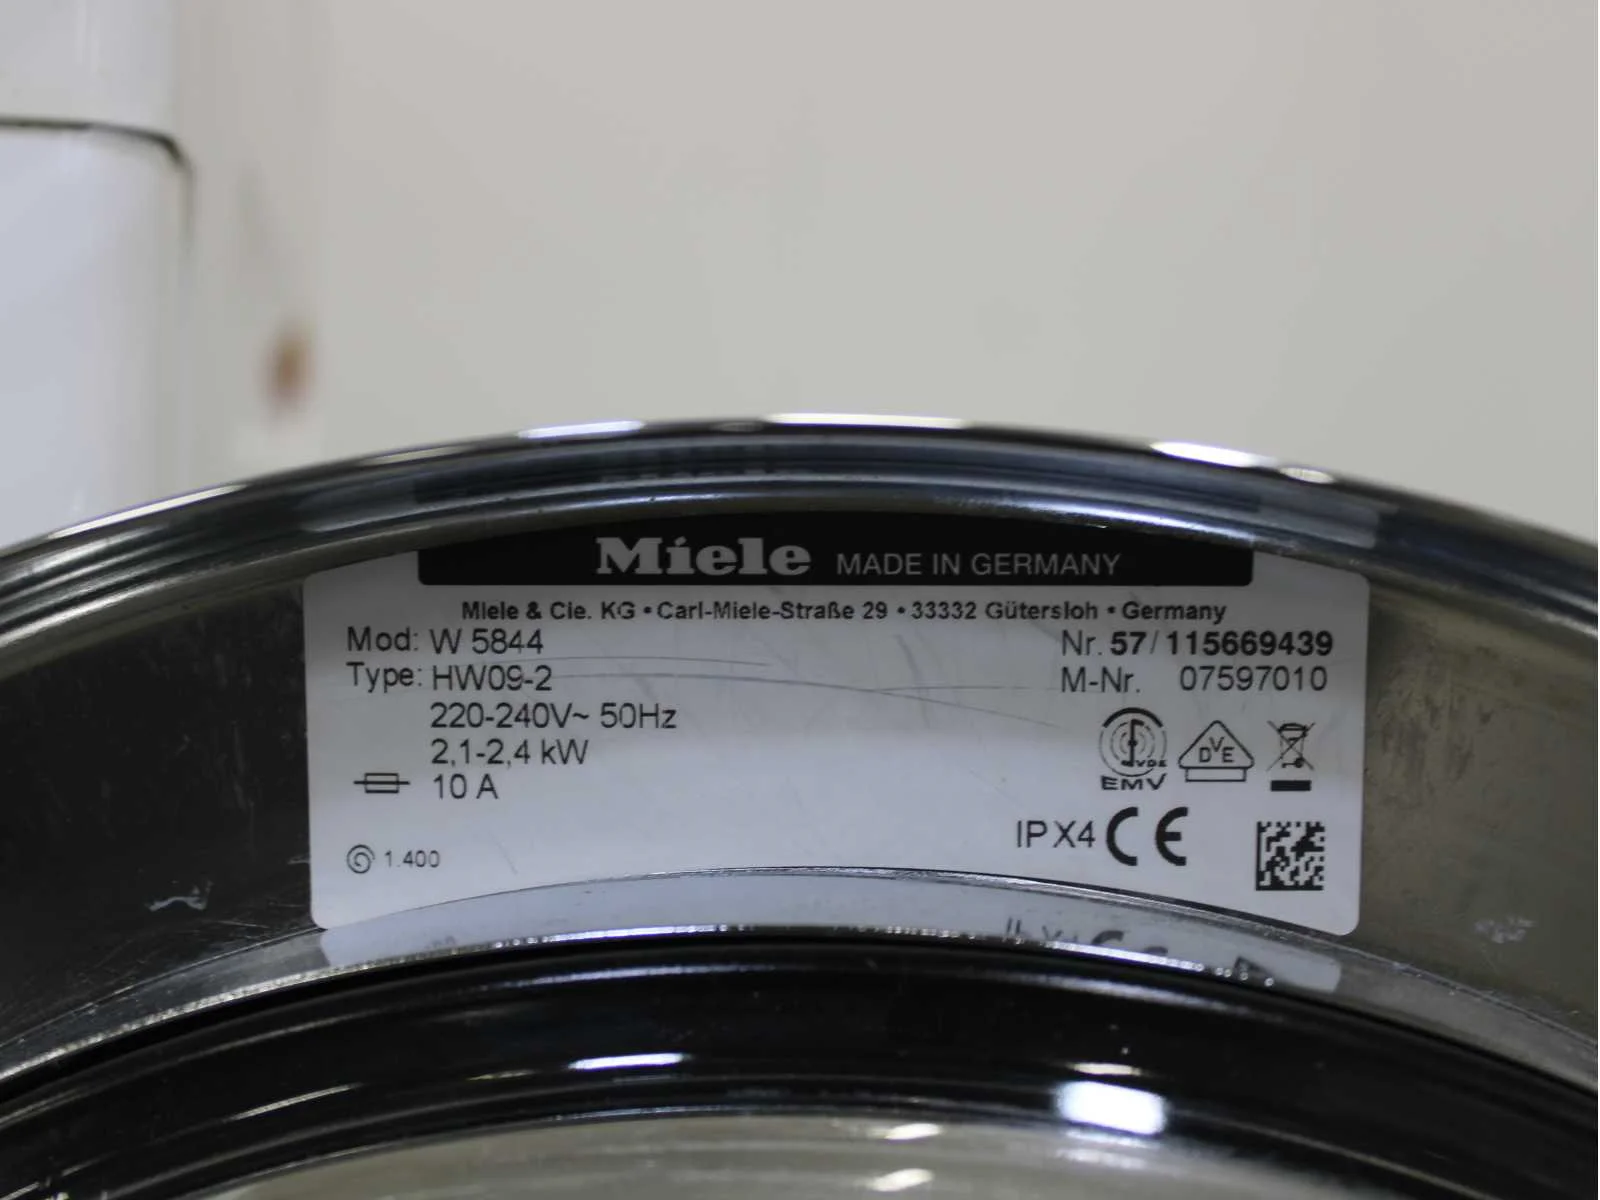 Miele MADE IN GERMANY
Miele & Cie. KG • Carl-Miele-Straße 29 • 33332 Gütersloh • Germany
Mod: W 5844 Nr. 57/115669439
Type: HW09-2 M-Nr. 07597010
220-240V~ 50Hz
2,1-2,4 kW
10 A
VDE
EMV
DVE
IPX4 CE
1.400